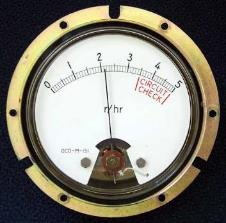 0 1 2 3 4 5
CIRCUIT
CHECK
r/hr
OCD-M-151